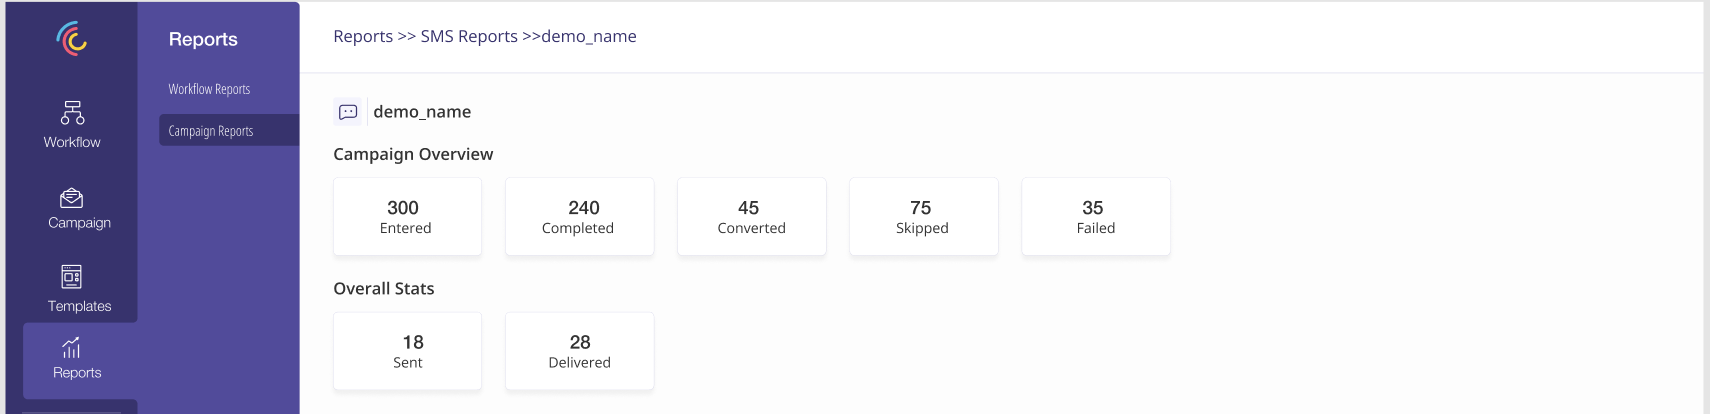 Reports
Workflow Reports
Campaign Reports
Workflow
Campaign
Templates
Reports
Reports >> SMS Reports >>demo_name
demo_name
Campaign Overview
300
Entered
240
Completed
45
Converted
75
Skipped
35
Failed
Overall Stats
18
Sent
28
Delivered